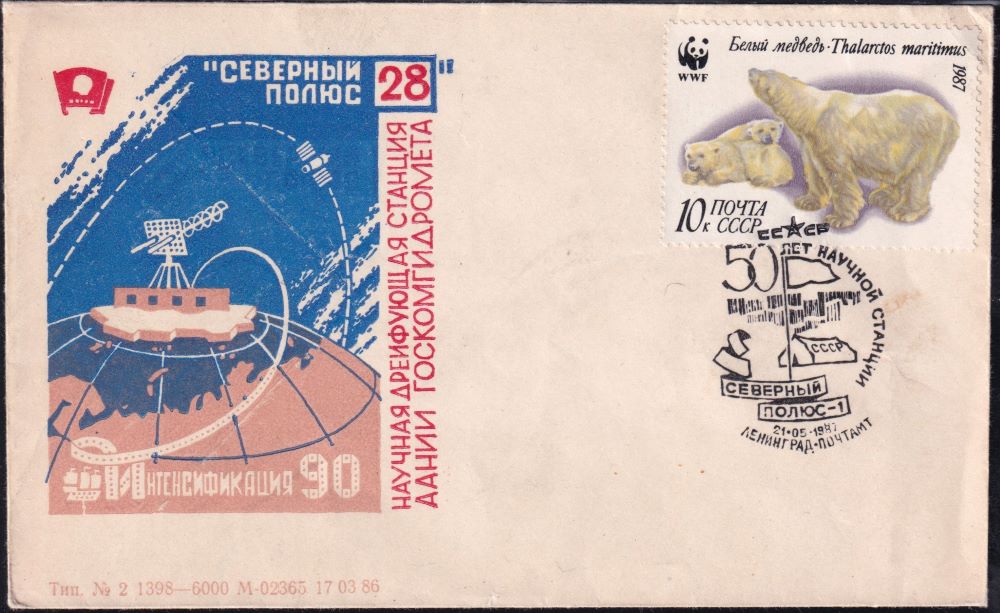 "СЕВЕРНЫЙ
ПОЛЮС 28"
НАУЧНАЯ ДРЕЙФУЮЩАЯ СТАНЦИЯ
ААНИИ ГОСКОМГИДРОМЕТА
Интенсификация 90
Тип. № 2 1398—6000 М-02365 17 03 86
WWF
Белый медведь·Thalarctos maritimus
1987
10к ПОЧТА
СССР
СССР
50 ЛЕТ НАУЧНОЙ СТАНЦИИ
СССР
СЕВЕРНЫЙ
ПОЛЮС-1
21-05-1987
ЛЕНИНГРАД-ПОЧТАМТ